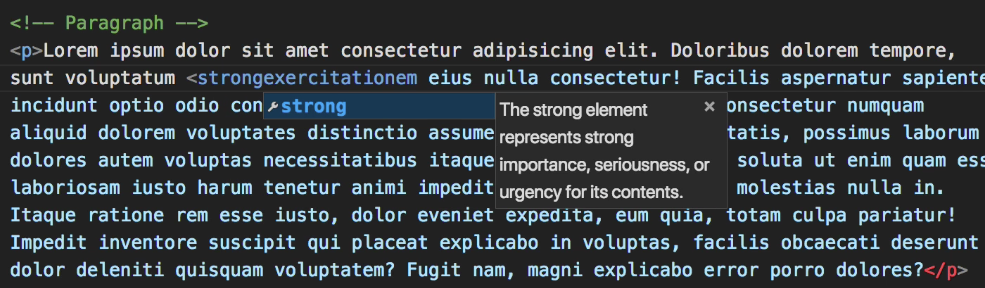 <!-- Paragraph -->
<p>Lorem ipsum dolor sit amet consectetur adipisicing elit. Doloribus dolorem tempore,
sunt voluptatum <strongexercitationem eius nulla consectetur! Facilis aspernatur sapiente
incidunt optio odio con
strong
onsectetur numquam
The strong element
represents strong
importance, seriousness, or
urgency for its contents.
×
aliquid dolorem voluptates distinctio assume
tatis, possimus laborum
dolores autem voluptas necessitatibus itaque
soluta ut enim quam ess
laboriosam iusto harum tenetur animi impedit
molestias nulla in.
Itaque ratione rem esse iusto, dolor eveniet expedita, eum quia, totam culpa pariatur!
Impedit inventore suscipit qui placeat explicabo in voluptas, facilis obcaecati deserunt
dolor deleniti quisquam voluptatem? Fugit nam, magni explicabo error porro dolores?</p>